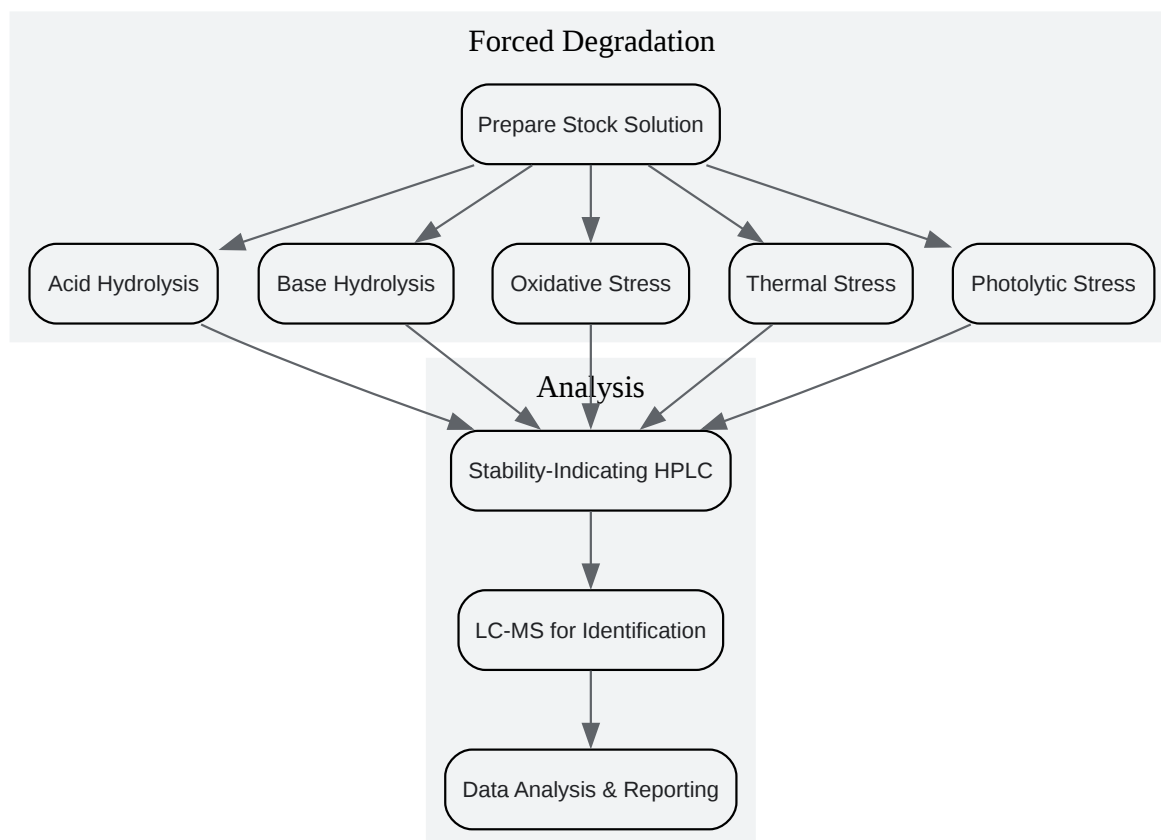 Forced Degradation
Prepare Stock Solution
Acid Hydrolysis
Base Hydrolysis
Oxidative Stress
Thermal Stress
Photolytic Stress
Analysis
Stability-Indicating HPLC
LC-MS for Identification
Data Analysis & Reporting